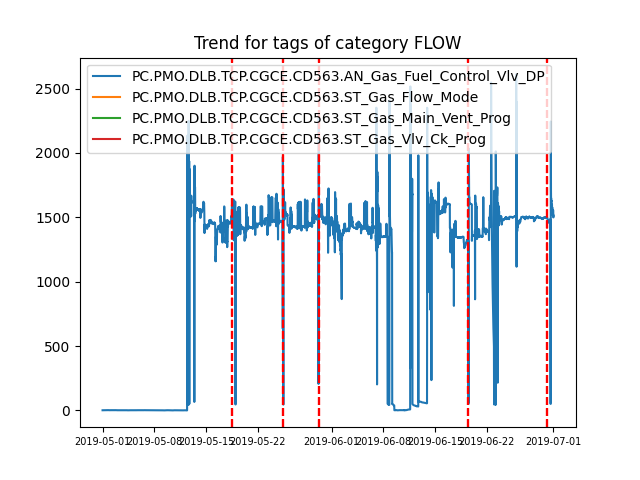 Trend for tags of category FLOW
PC.PMO.DLB.TCP.CGCE.CD563.AN_Gas_Fuel_Control_Vlv_DP
PC.PMO.DLB.TCP.CGCE.CD563.ST_Gas_Flow_Mode
PC.PMO.DLB.TCP.CGCE.CD563.ST_Gas_Main_Vent_Prog
PC.PMO.DLB.TCP.CGCE.CD563.ST_Gas_Vlv_Ck_Prog
2500
2000
1500
1000
500
0
2019-05-01 2019-05-08 2019-05-15 2019-05-22 2019-06-01 2019-06-08 2019-06-15 2019-06-22 2019-07-01